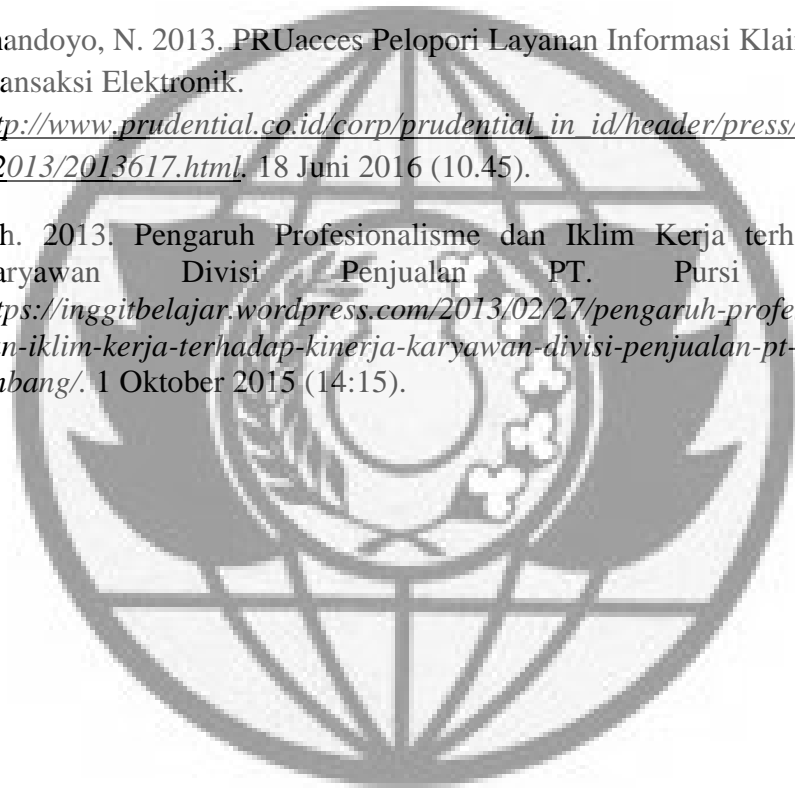 nandoyo, N. 2013. PRUacces Pelopori Layanan Informasi Klai
ansaksi Elektronik.
tp://www.prudential.co.id/corp/prudential_in_id/header/press/
2013/2013617.html. 18 Juni 2016 (10.45).
h. 2013. Pengaruh Profesionalisme dan Iklim Kerja terh
aryawan Divisi Penjualan PT. Pursi
tps://inggitbelajar.wordpress.com/2013/02/27/pengaruh-profe
n-iklim-kerja-terhadap-kinerja-karyawan-divisi-penjualan-pt-
nbang/. 1 Oktober 2015 (14:15).